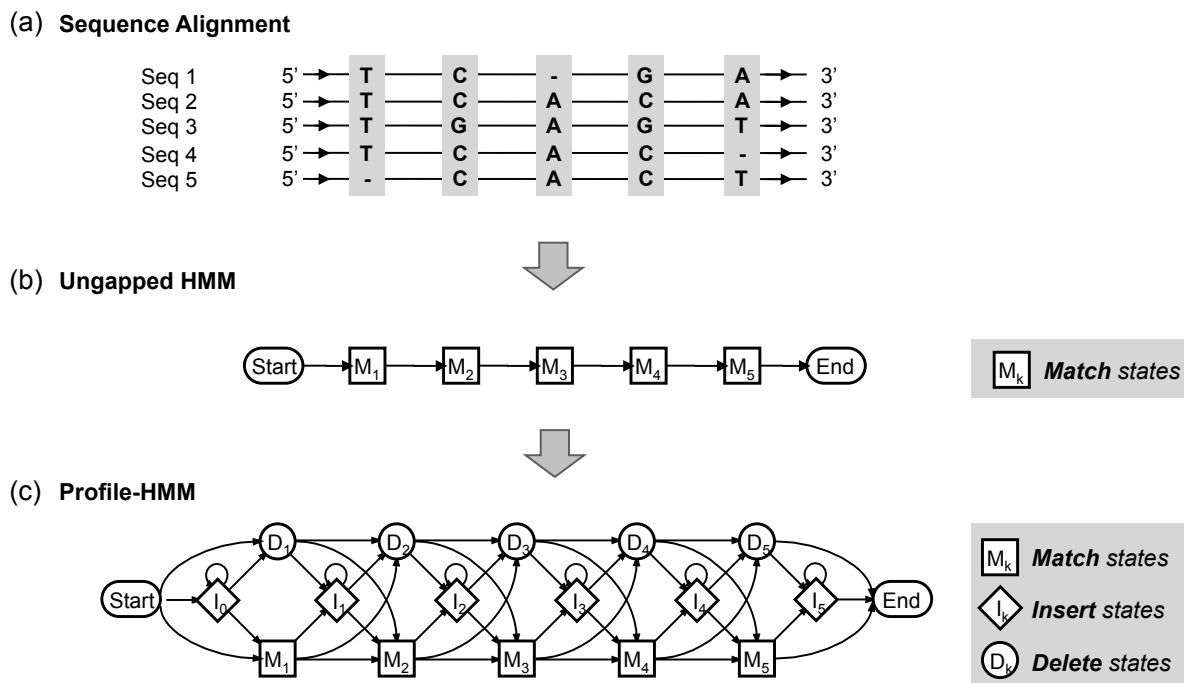 (a) Sequence Alignment
Seq 1 5’ T C - G A 3’
Seq 2 5’ T C A C A 3’
Seq 3 5’ T G A G T 3’
Seq 4 5’ T C A C - 3’
Seq 5 5’ - C A C T 3’
(b) Ungapped HMM
Start M1 M2 M3 M4 M5 End
Mk Match states
(c) Profile-HMM
D1 D2 D3 D4 D5
Start I0 I1 I2 I3 I4 I5 End
M1 M2 M3 M4 M5
Mk Match states
Ik Insert states
Dk Delete states